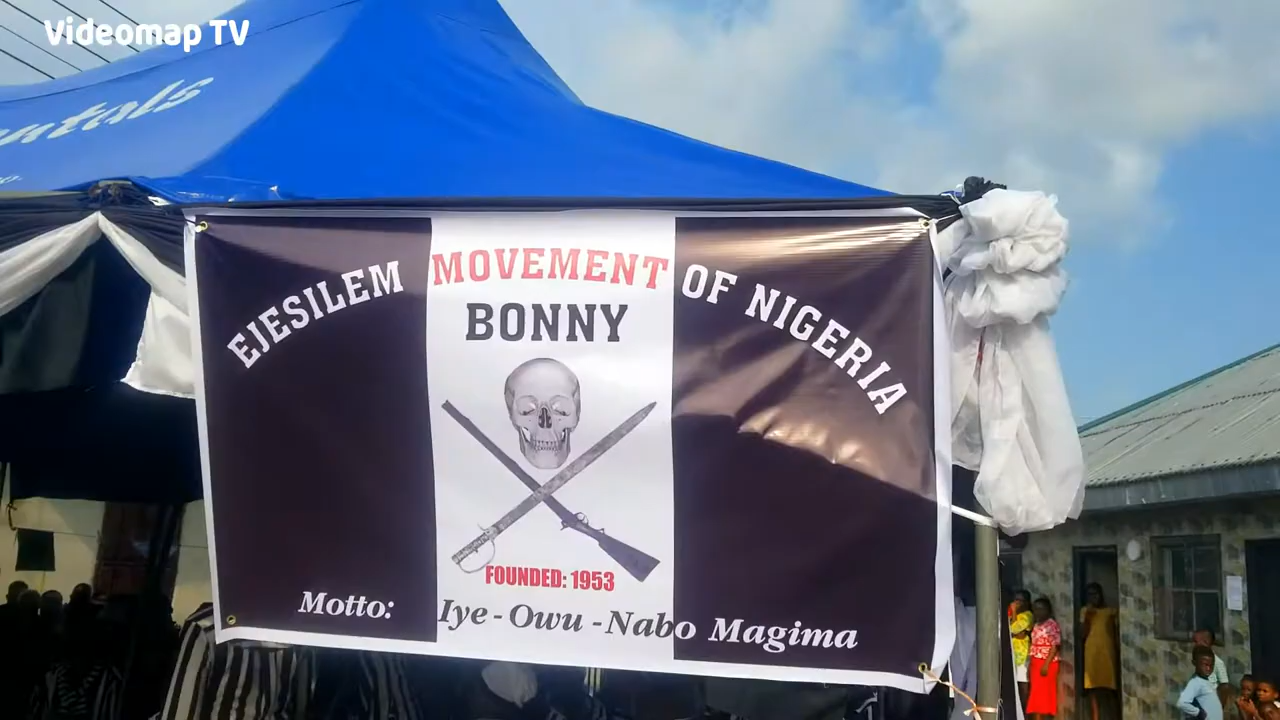 Videomap TV
EJESILEM MOVEMENT OF NIGERIA
BONNY
FOUNDED: 1953
Motto: Iye - Owu - Nabo Magima